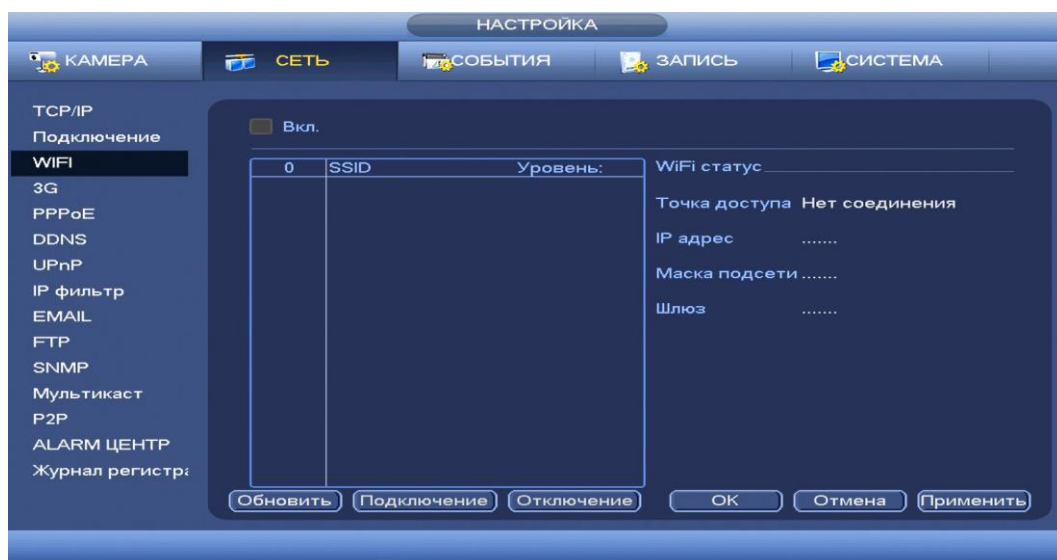 НАСТРОЙКА
КАМЕРА СЕТЬ СОБЫТИЯ ЗАПИСЬ СИСТЕМА
TCP/IP
Подключение
WIFI
3G
PPPoE
DDNS
UPnP
IP фильтр
EMAIL
FTP
SNMP
Мультикаст
P2P
ALARM ЦЕНТР
Журнал регистра
Вкл.
0 SSID Уровень:
WiFi статус
Точка доступа Нет соединения
IP адрес .......
Маска подсети .......
Шлюз .......
Обновить Подключение Отключение OK Отмена Применить